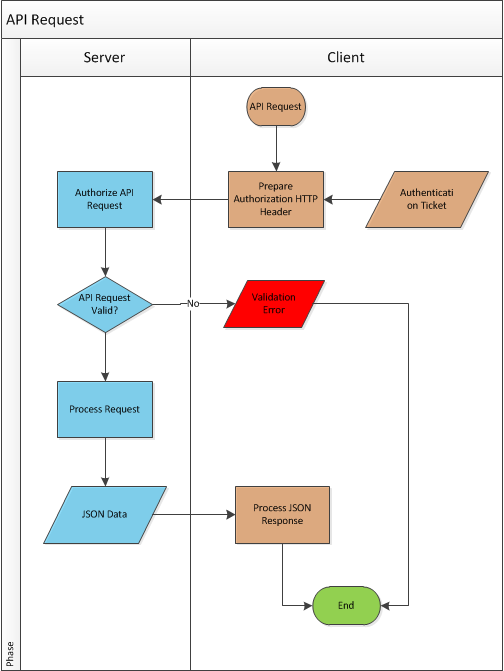 API Request
Server
Client
API Request
Authorize API
Request
Prepare
Authorization HTTP
Header
Authenticati
on Ticket
API Request
Valid?
No
Validation
Error
Process Request
JSON Data
Process JSON
Response
End
Phase